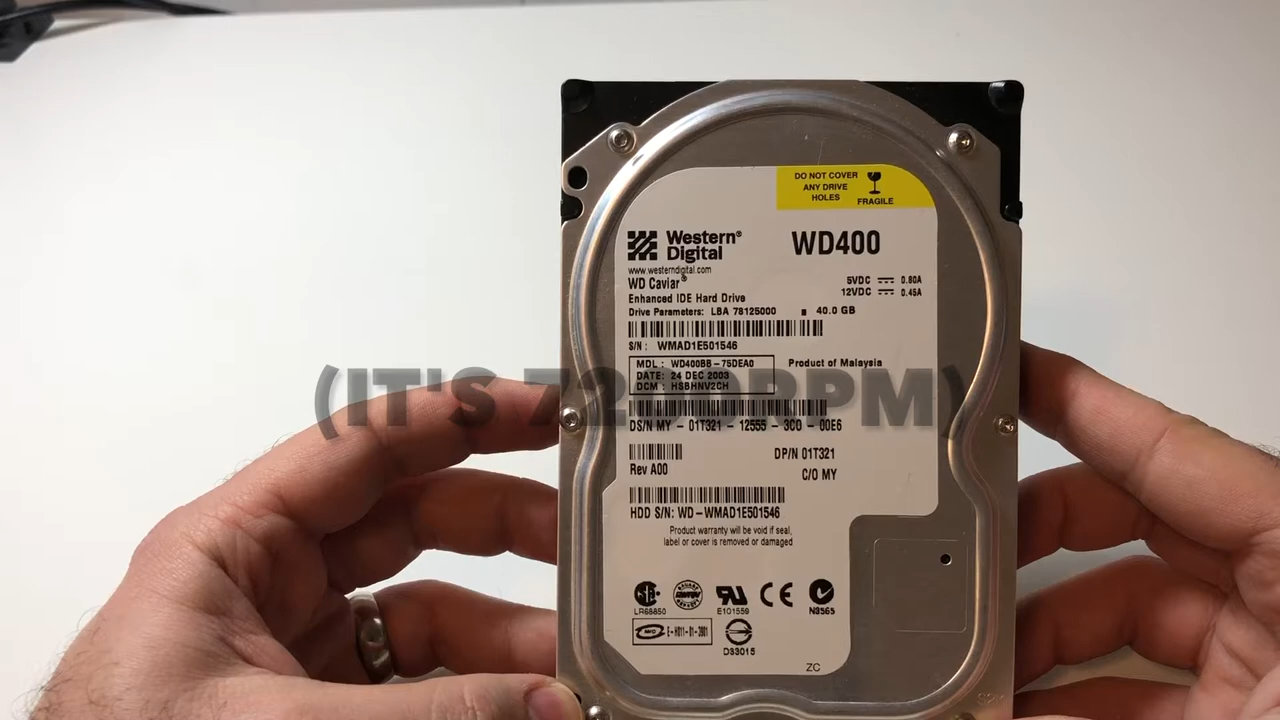 DO NOT COVER
ANY DRIVE
HOLES
FRAGILE
Western®
Digital
WD400
www.westerndigital.com
WD Caviar®
5VDC 0.80A
12VDC 0.45A
Enhanced IDE Hard Drive
Drive Parameters: LBA 78125000 ■ 40.0 GB
S/N: WMAD1E501546
MDL: WD400BB-75DEA0
Product of Malaysia
DATE: 24 DEC 2003
DCM: HSBHNV2CH
(IT'S 7200RPM)
DS/N MY - 01T321 - 12555 - 3C0 - 00E6
DP/N 01T321
Rev A00
C/O MY
HDD S/N: WD-WMAD1E501546
Product warranty will be void if seal,
label or cover is removed or damaged
LR68850
E101559
CE
N3565
E-H011-01-3901
D33015
ZC